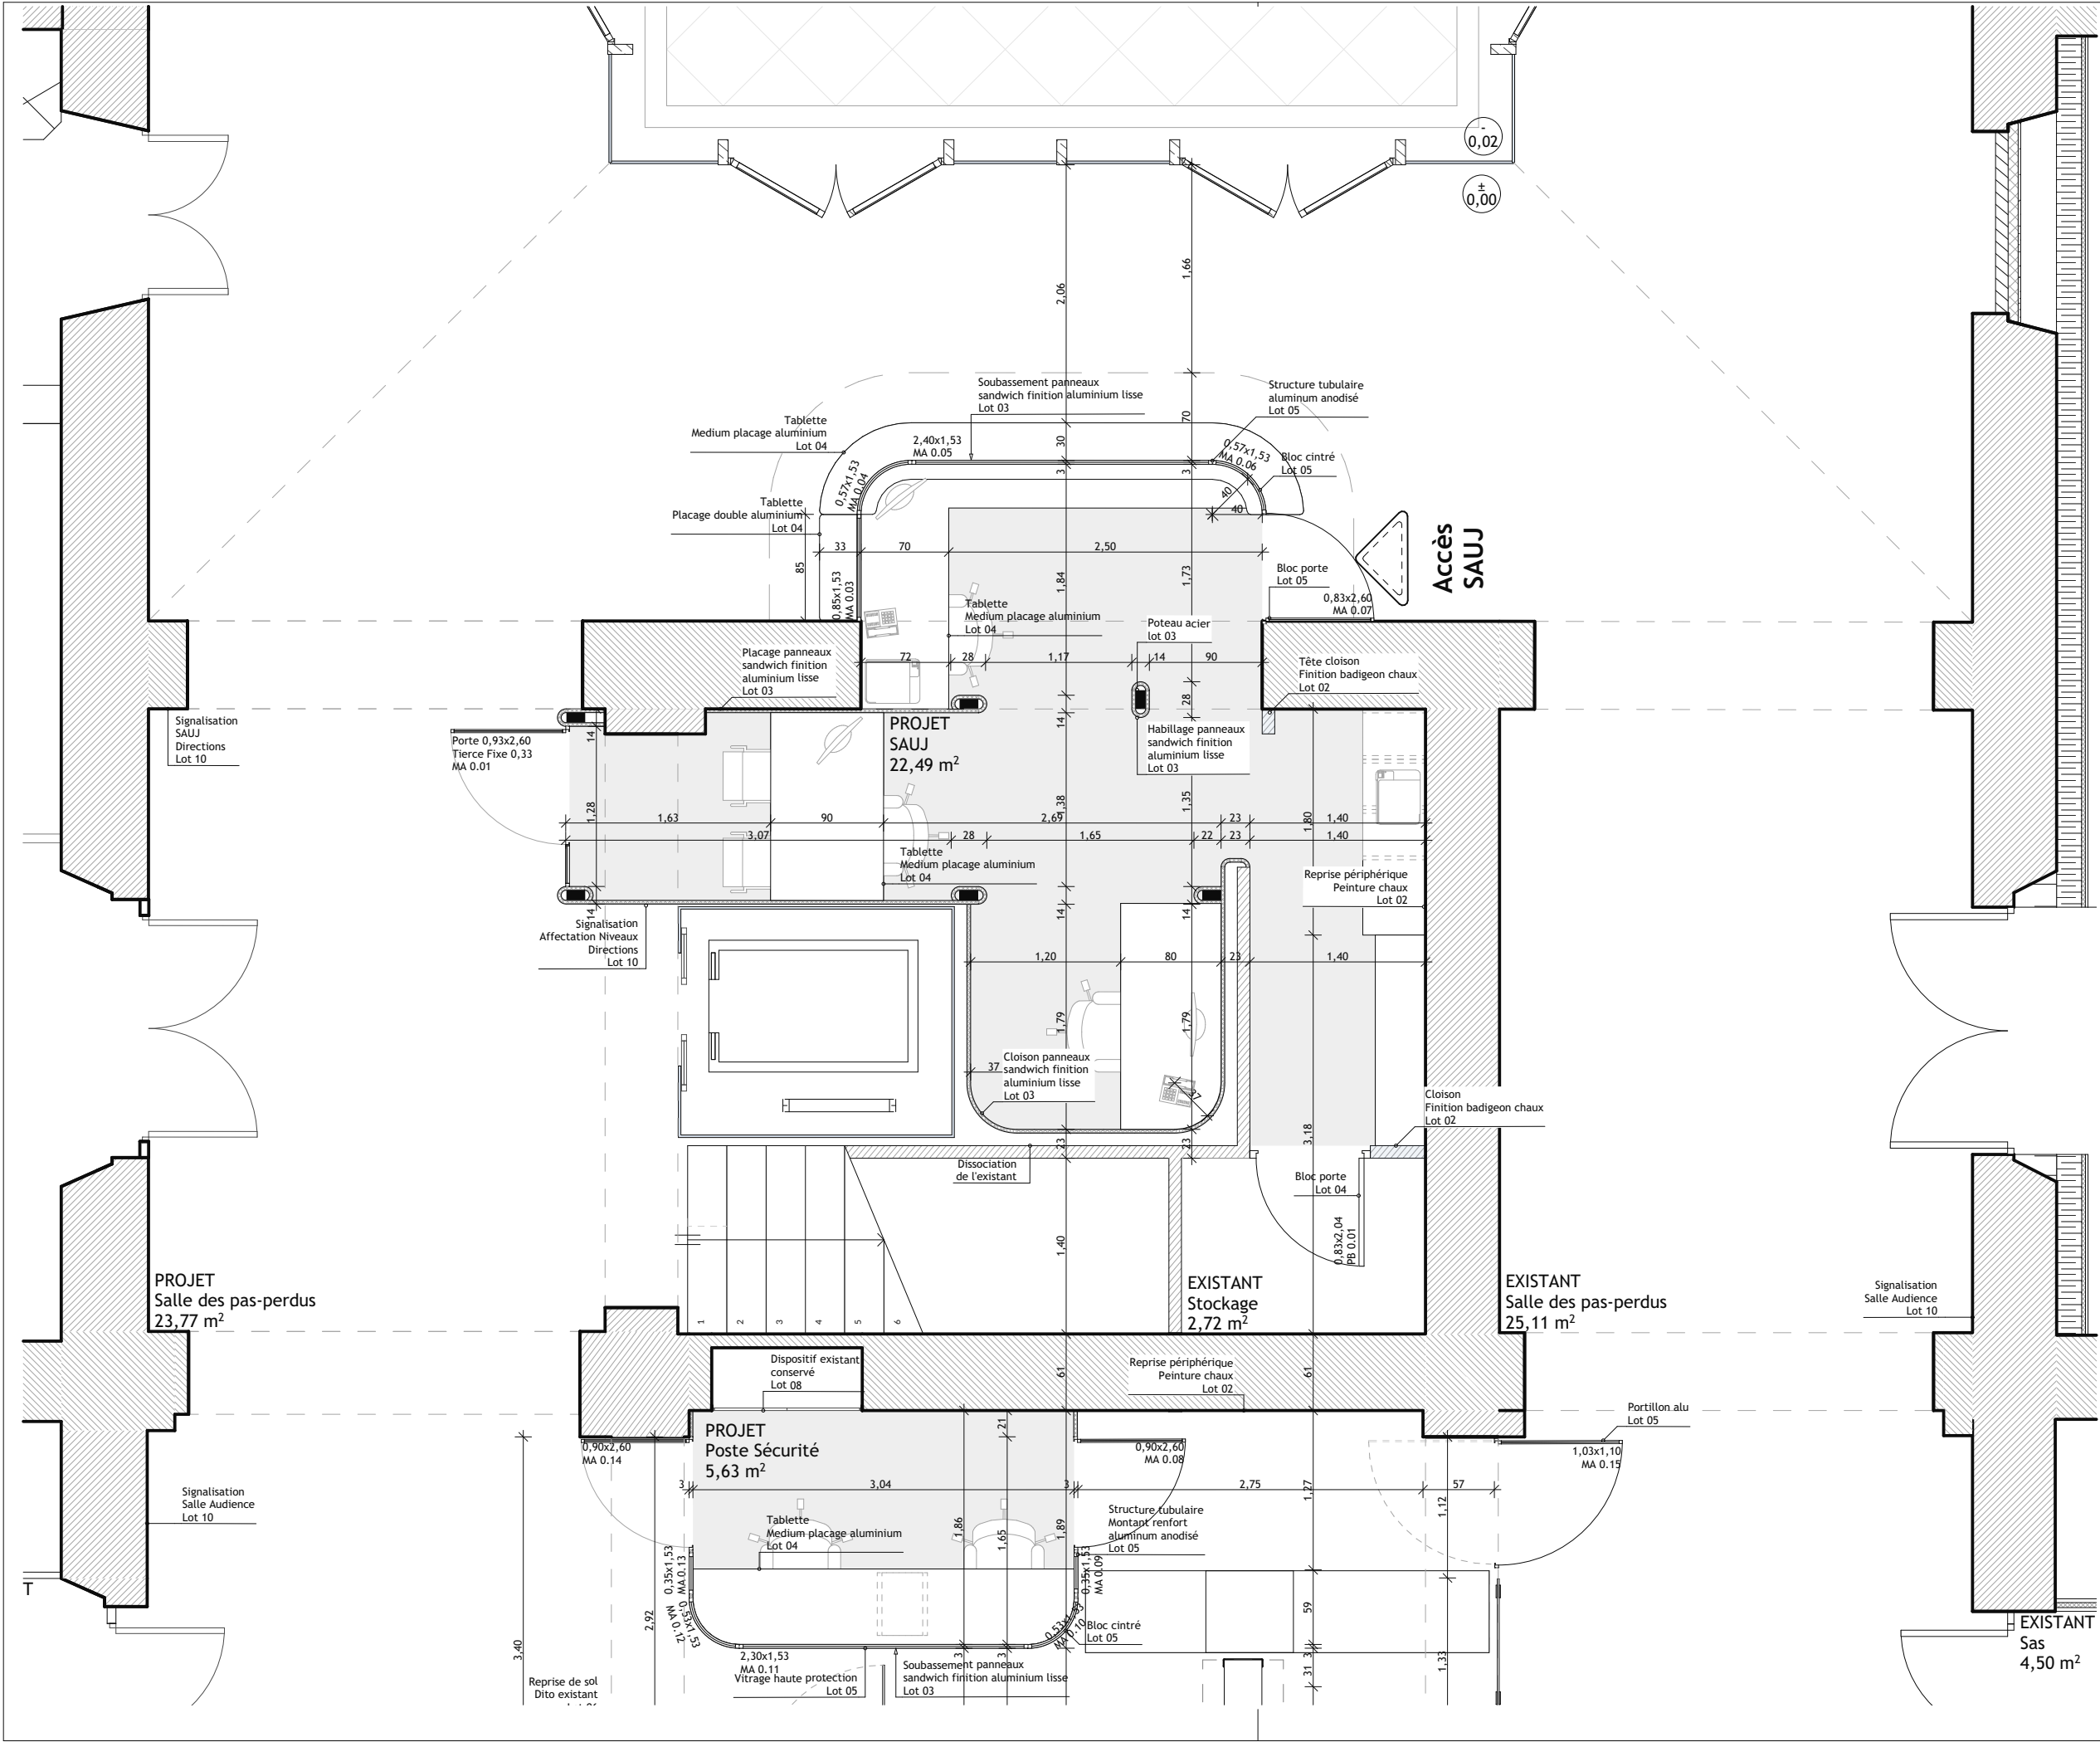 -
0,02
±
0,00
2,06
1,66
Soubassement panneaux
sandwich finition aluminium lisse
Lot 03
Structure tubulaire
aluminum anodisé
Lot 05
70
Tablette
Medium placage aluminium
Lot 04
2,40x1,53
MA 0.05
30
0,57x1,53
MA 0.06
Bloc cintré
Lot 05
3
3
0,57x1,53
MA 0.04
40
40
Tablette
Placage double aluminium
Lot 04
33
70
2,50
85
0,85x1,53
MA 0.03
1,84
1,73
Accès
SAUJ
Bloc porte
Lot 05
0,83x2,60
MA 0.07
Tablette
Medium placage aluminium
Lot 04
Poteau acier
lot 03
72
28
1,17
14
90
Placage panneaux
sandwich finition
aluminium lisse
Lot 03
Tête cloison
Finition badigeon chaux
Lot 02
28
14
Signalisation
SAUJ
Directions
Lot 10
Porte 0,93x2,60
Tierce Fixe 0,33
MA 0.01
14
PROJET
SAUJ
22,49 m²
Habillage panneaux
sandwich finition
aluminium lisse
Lot 03
1,28
1,38
1,35
1,80
1,63
90
2,69
23
1,40
3,07
28
1,65
22
23
1,40
Tablette
Medium placage aluminium
Lot 04
Reprise périphérique
Peinture chaux
Lot 02
14
14
14
Signalisation
Affectation Niveaux
Directions
Lot 10
1,20
80
23
1,40
1,79
1,79
37
Cloison panneaux
sandwich finition
aluminium lisse
Lot 03
37
Cloison
Finition badigeon chaux
Lot 02
23
23
3,18
Dissociation
de l'existant
Bloc porte
Lot 04
0,83x2,04
PB 0.01
1,40
PROJET
Salle des pas-perdus
23,77 m²
EXISTANT
Stockage
2,72 m²
EXISTANT
Salle des pas-perdus
25,11 m²
Signalisation
Salle Audience
Lot 10
1
2
3
4
5
6
Dispositif existant
conservé
Lot 08
61
Reprise périphérique
Peinture chaux
Lot 02
61
Portillon alu
Lot 05
PROJET
Poste Sécurité
5,63 m²
21
0,90x2,60
MA 0.14
0,90x2,60
MA 0.08
1,03x1,10
MA 0.15
3
3,04
3
2,75
57
1,27
1,12
Signalisation
Salle Audience
Lot 10
Tablette
Medium placage aluminium
Lot 04
1,86
1,65
1,89
Structure tubulaire
Montant renfort
aluminum anodisé
Lot 05
0,35x1,53
MA 0.13
0,35x1,53
MA 0.09
T
0,53x1,53
MA 0.12
0,53x1,53
MA 0.10
Bloc cintré
Lot 05
59
2,92
3,40
2,30x1,53
MA 0.11
Vitrage haute protection
Lot 05
3
3
Soubassement panneaux
sandwich finition aluminium lisse
Lot 03
3
31
1,33
Reprise de sol
Dito existant
EXISTANT
Sas
4,50 m²